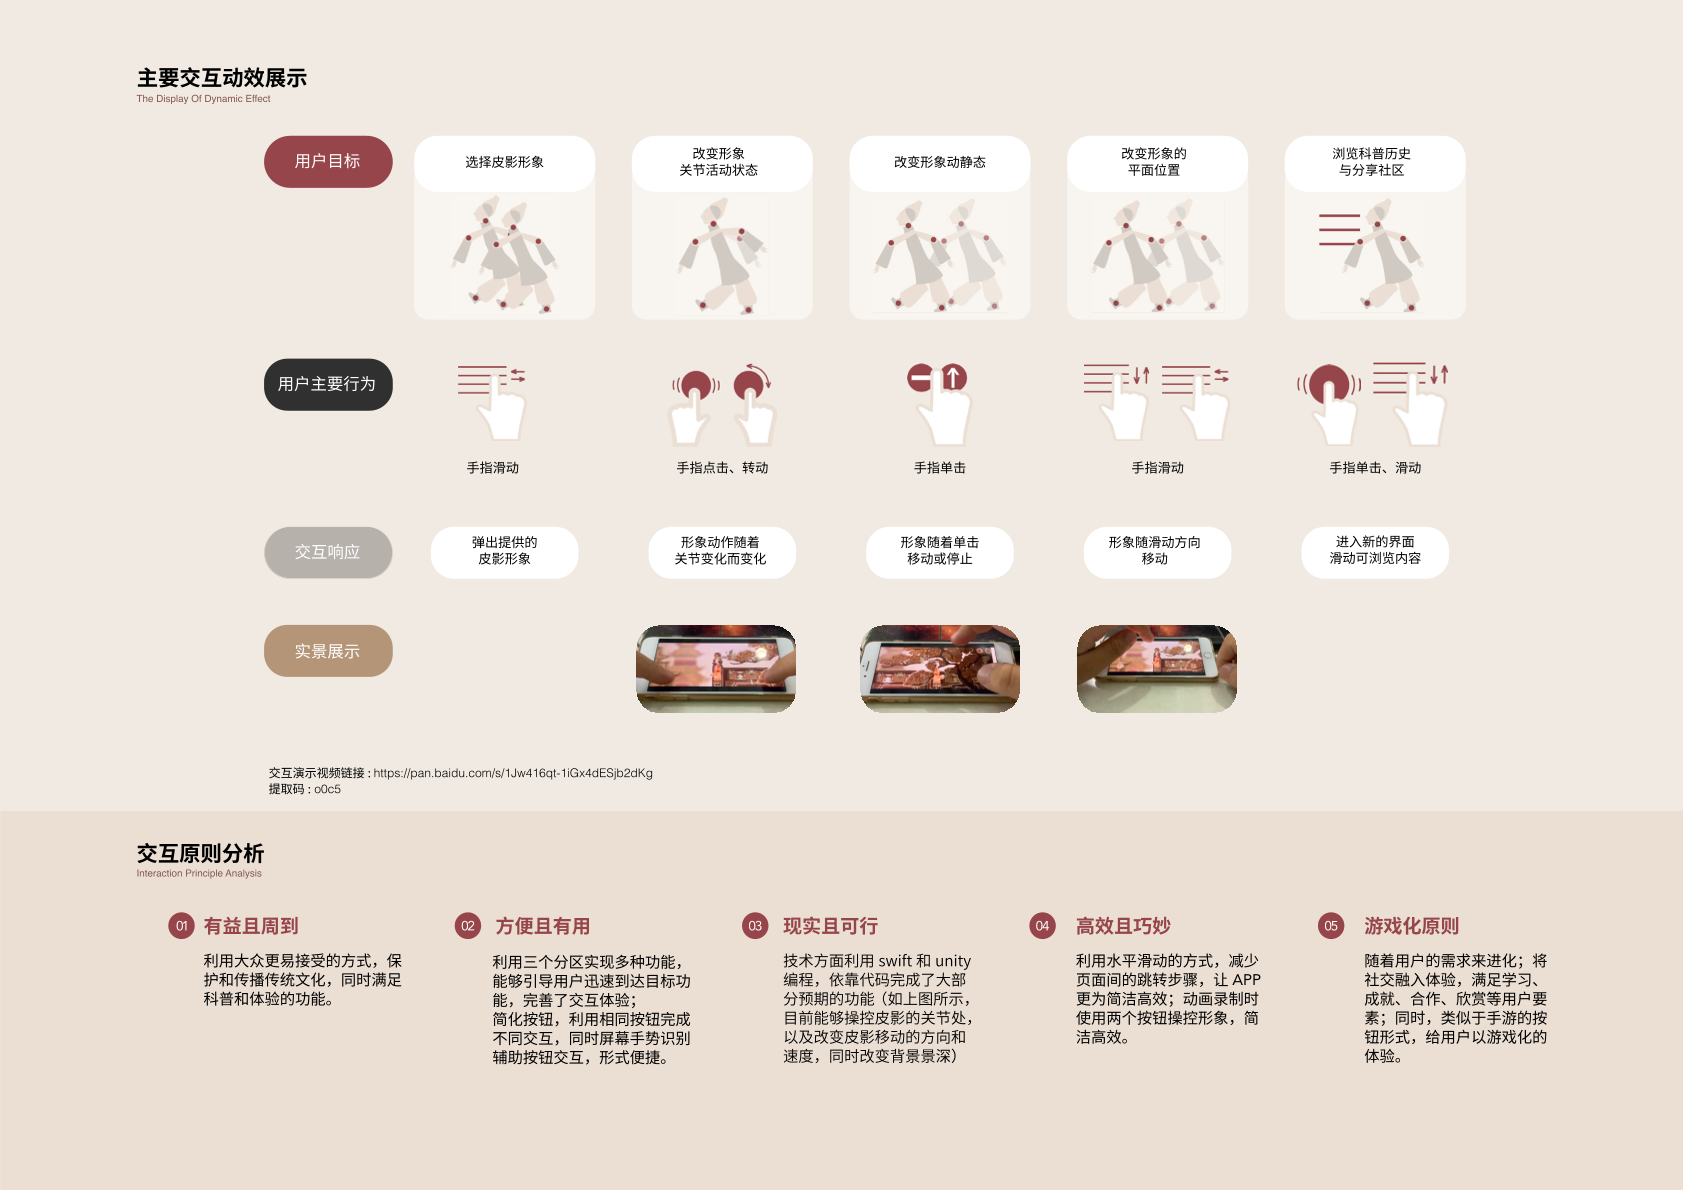 主要交互动效展示
The Display Of Dynamic Effect
用户目标
选择皮影形象
改变形象
关节活动状态
改变形象动静态
改变形象的
平面位置
浏览科普历史
与分享社区
用户主要行为
手指滑动
手指点击、转动
手指单击
手指滑动
手指单击、滑动
交互响应
弹出提供的
皮影形象
形象动作随着
关节变化而变化
形象随着单击
移动或停止
形象随滑动方向
移动
进入新的界面
滑动可浏览内容
实景展示
交互演示视频链接 : https://pan.baidu.com/s/1Jw416qt-1iGx4dESjb2dKg
提取码 : o0c5
交互原则分析
Interaction Principle Analysis
01 有益且周到
利用大众更易接受的方式，保
护和传播传统文化，同时满足
科普和体验的功能。
02 方便且有用
利用三个分区实现多种功能，
能够引导用户迅速到达目标功
能，完善了交互体验；
简化按钮，利用相同按钮完成
不同交互，同时屏幕手势识别
辅助按钮交互，形式便捷。
03 现实且可行
技术方面利用 swift 和 unity
编程，依靠代码完成了大部
分预期的功能（如上图所示，
目前能够操控皮影的关节处，
以及改变皮影移动的方向和
速度，同时改变背景景深）
04 高效且巧妙
利用水平滑动的方式，减少
页面间的跳转步骤，让 APP
更为简洁高效；动画录制时
使用两个按钮操控形象，简
洁高效。
05 游戏化原则
随着用户的需求来进化；将
社交融入体验，满足学习、
成就、合作、欣赏等用户要
素；同时，类似于手游的按
钮形式，给用户以游戏化的
体验。